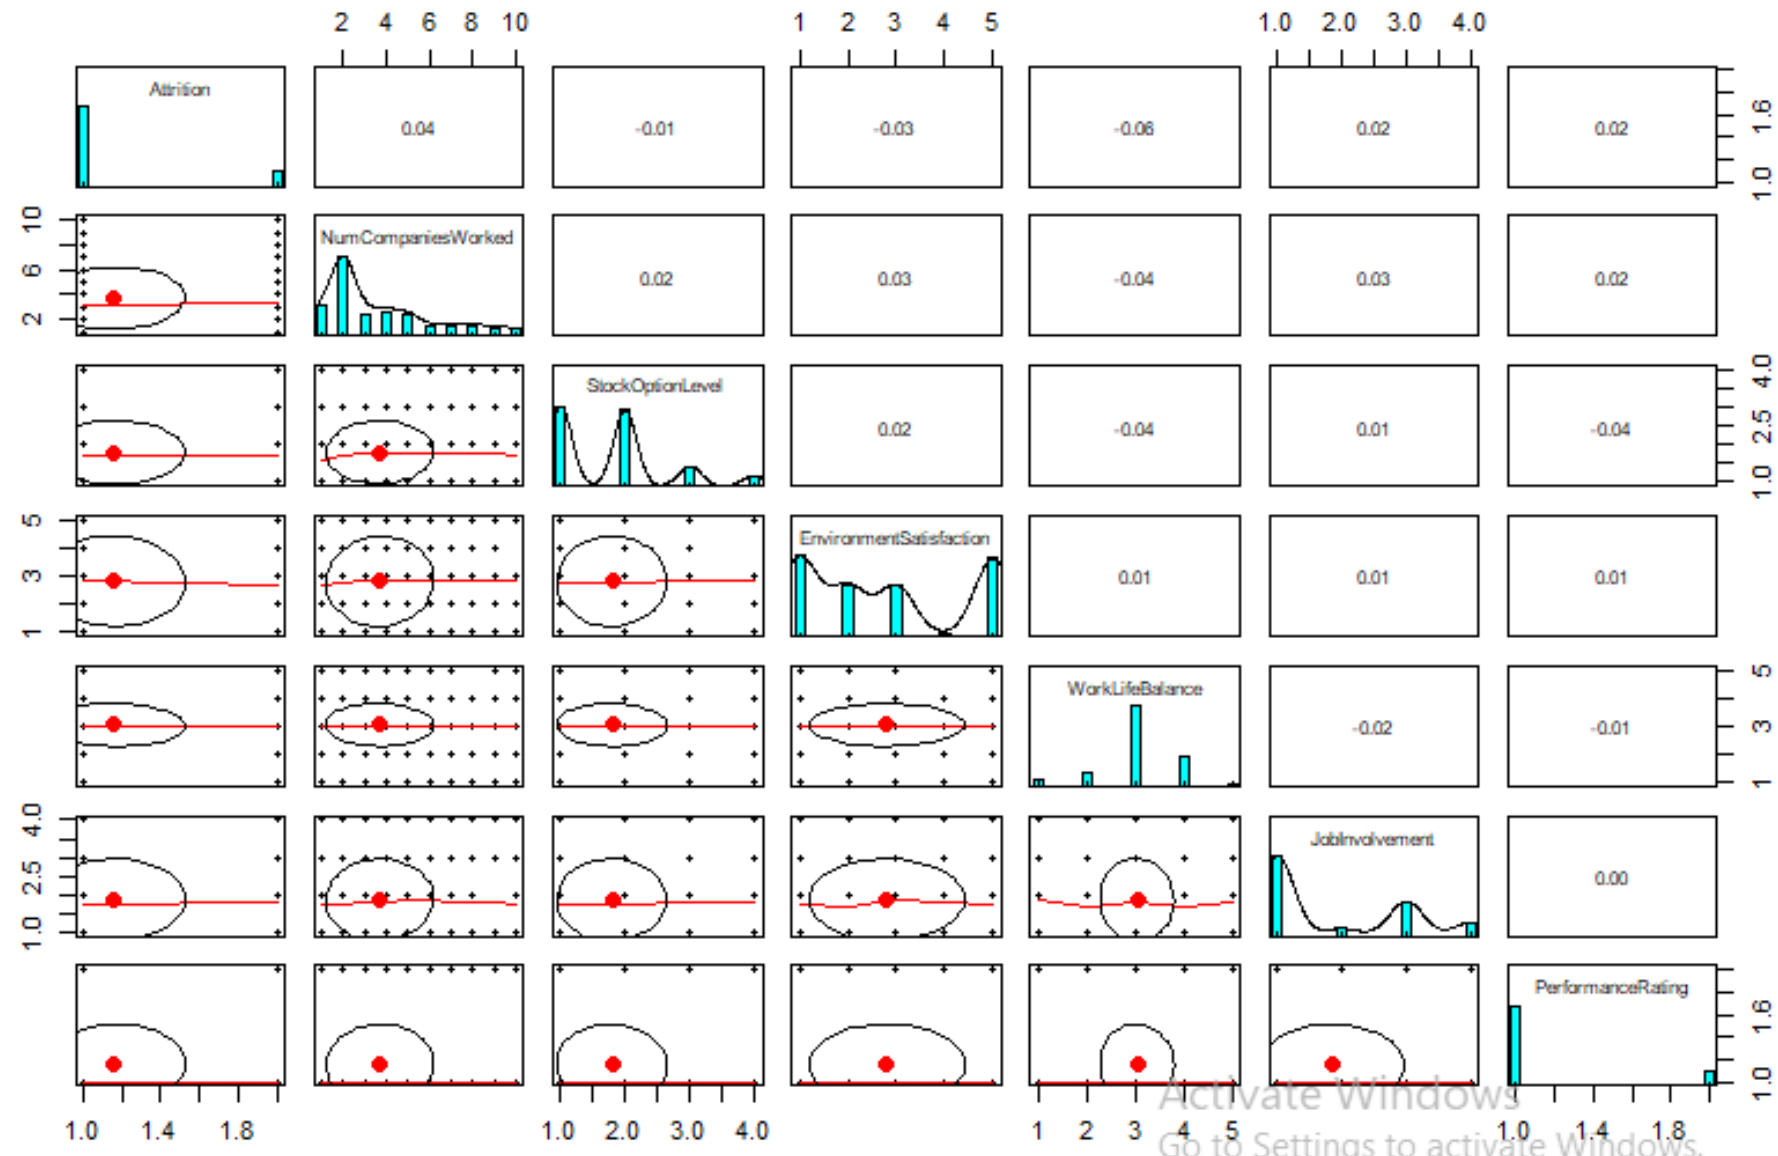 2 4 6 8 10 1 2 3 4 5 1.0 2.0 3.0 4.0
Attrition 0.04 -0.01 -0.03 -0.06 0.02 0.02 1.0 1.6
2 6 10 NumCompaniesWorked 0.02 0.03 -0.04 0.03 0.02
StockOptionLevel 0.02 -0.04 0.01 -0.04 1.0 2.5 4.0
1 3 5 EnvironmentSatisfaction 0.01 0.01 0.01
WorkLifeBalance -0.02 -0.01 1 3 5
1.0 2.5 4.0 JobInvolvement 0.00
PerformanceRating 1.0 1.6
1.0 1.4 1.8 1.0 2.0 3.0 4.0 1 2 3 4 5 1.0 1.4 1.8
Activate Windows
Go to Settings to activate Windows.